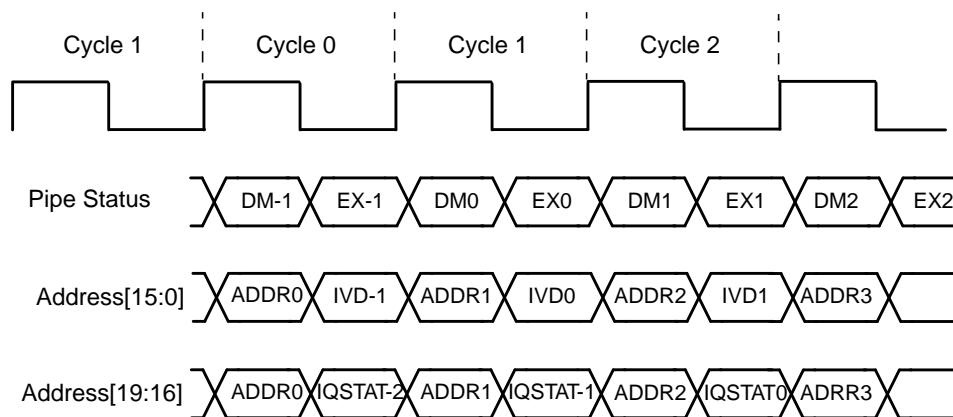 Cycle 1 Cycle 0 Cycle 1 Cycle 2
Pipe Status DM-1 EX-1 DM0 EX0 DM1 EX1 DM2 EX2
Address[15:0] ADDR0 IVD-1 ADDR1 IVD0 ADDR2 IVD1 ADDR3
Address[19:16] ADDR0 IQSTAT-2 ADDR1 IQSTAT-1 ADDR2 IQSTAT0 ADRR3